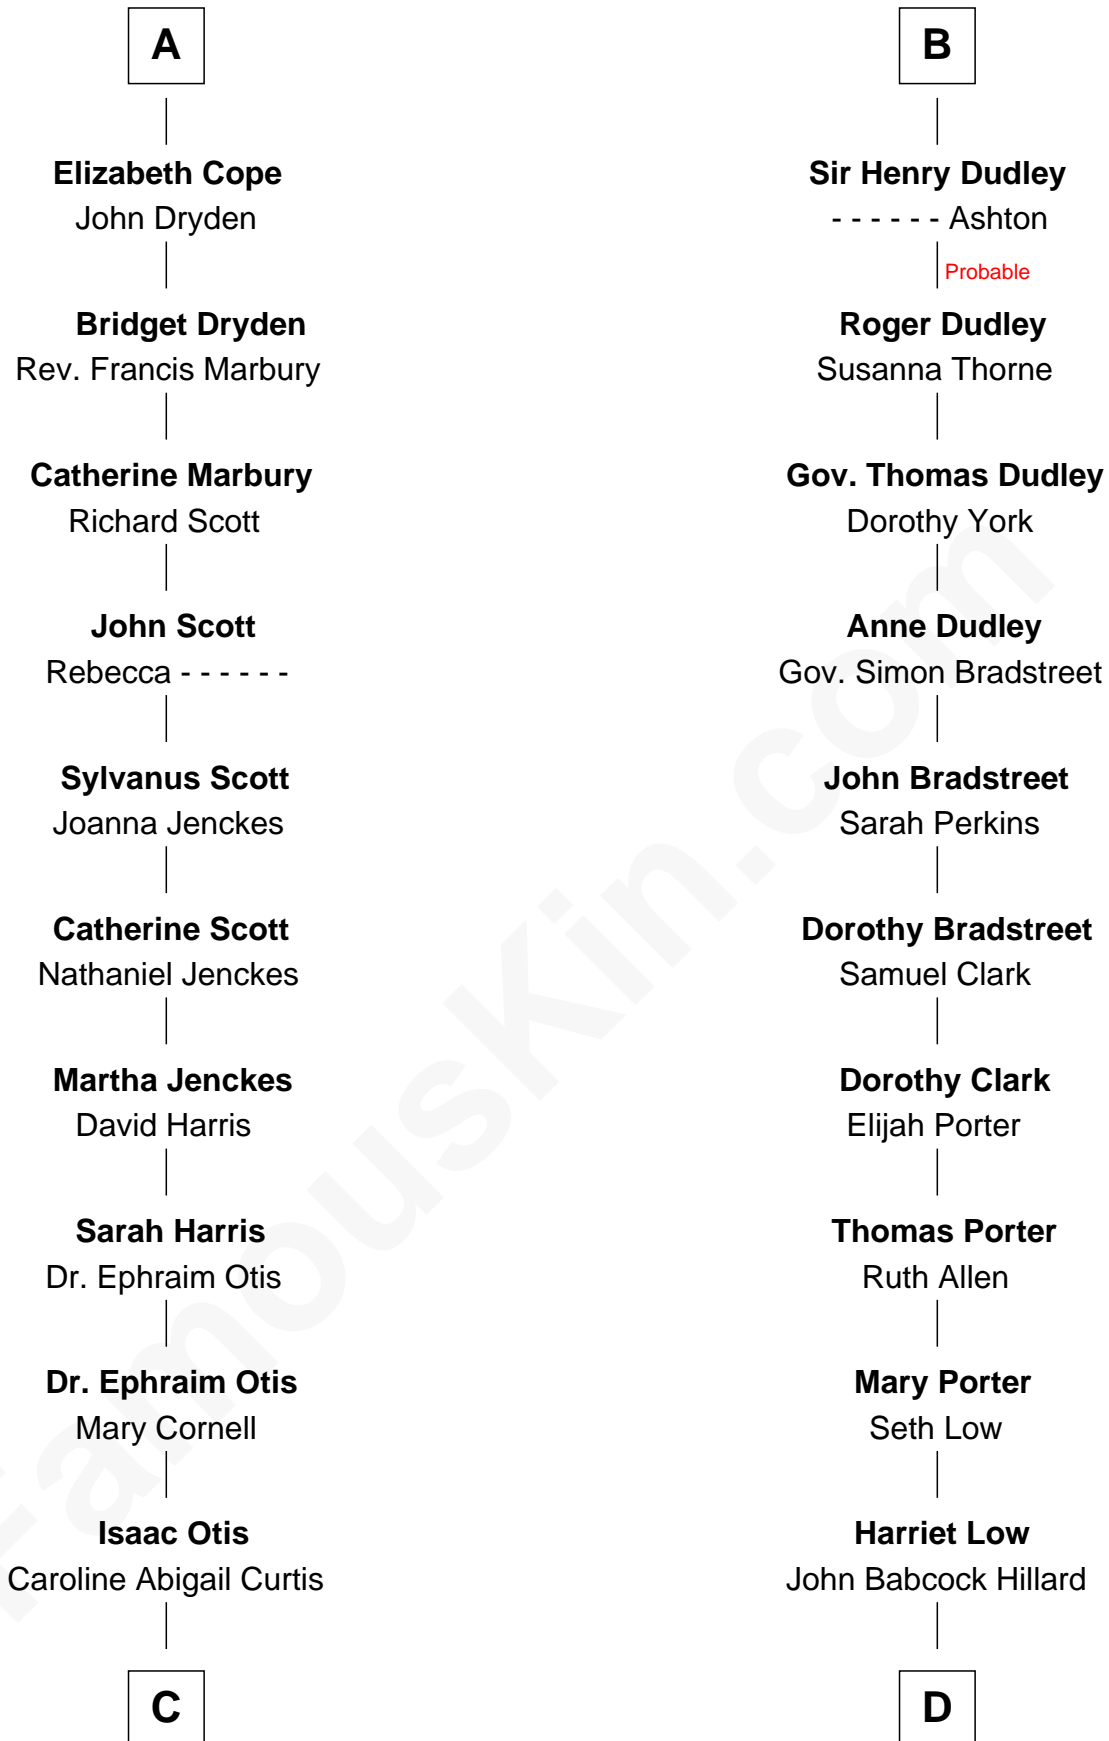 A
Elizabeth Cope
John Dryden
Bridget Dryden
Rev. Francis Marbury
Catherine Marbury
Richard Scott
John Scott
Rebecca - - - - - -
Sylvanus Scott
Joanna Jenckes
Catherine Scott
Nathaniel Jenckes
Martha Jenckes
David Harris
Sarah Harris
Dr. Ephraim Otis
Dr. Ephraim Otis
Mary Cornell
Isaac Otis
Caroline Abigail Curtis
C
B
Sir Henry Dudley
- - - - - - Ashton
Probable
Roger Dudley
Susanna Thorne
Gov. Thomas Dudley
Dorothy York
Anne Dudley
Gov. Simon Bradstreet
John Bradstreet
Sarah Perkins
Dorothy Bradstreet
Samuel Clark
Dorothy Clark
Elijah Porter
Thomas Porter
Ruth Allen
Mary Porter
Seth Low
Harriet Low
John Babcock Hillard
D
FamousKin.com